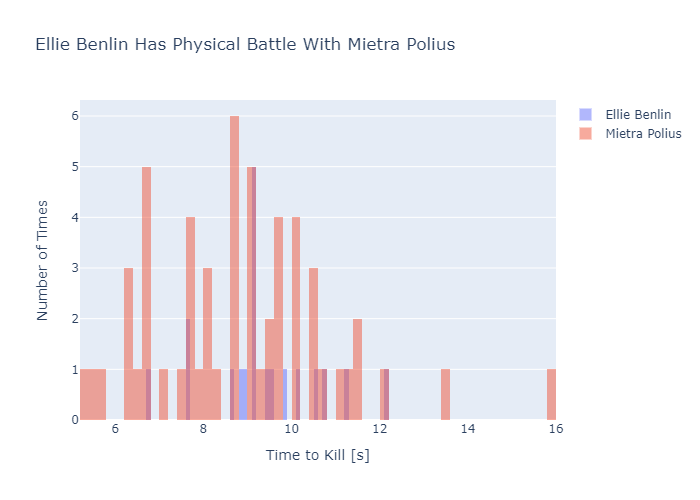 Ellie Benlin Has Physical Battle With Mietra Polius
Ellie Benlin
Mietra Polius
Number of Times
6
5
4
3
2
1
0
6 8 10 12 14 16
Time to Kill [s]